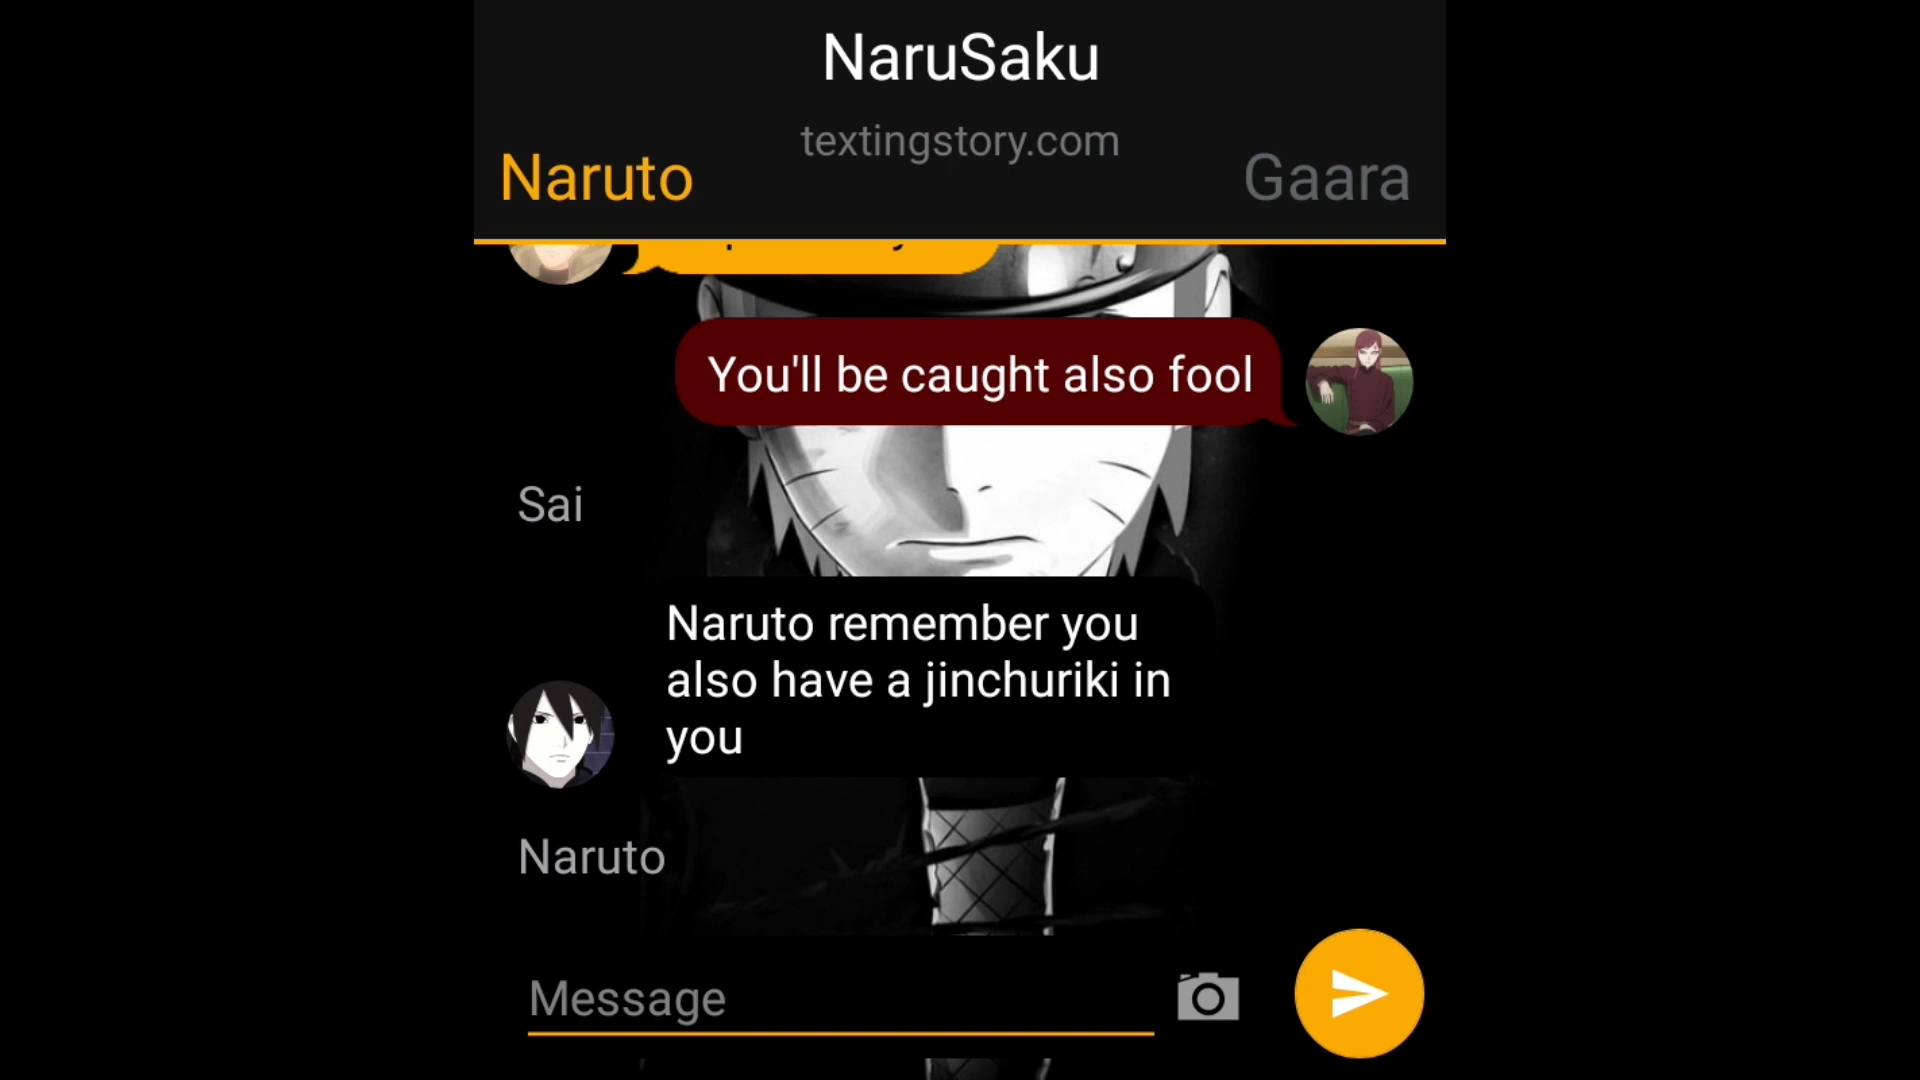 NaruSaku
textingstory.com
Naruto
Gaara
You'll be caught also fool
Sai
Naruto remember you
also have a jinchuriki in
you
Naruto
Message